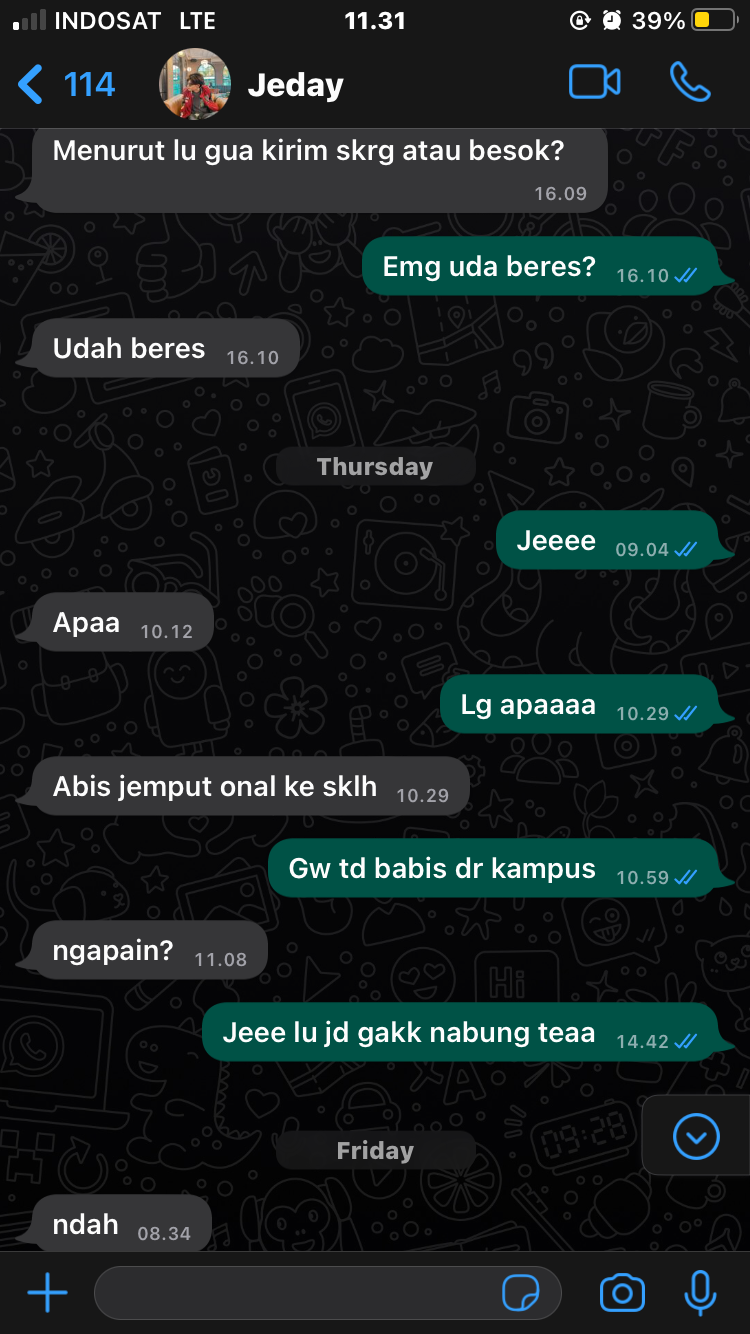 INDOSAT LTE 11.31 39%
114 Jeday
Menurut lu gua kirim skrg atau besok?
16.09
Emg uda beres? 16.10
Udah beres 16.10
Thursday
Jeeee 09.04
Apaa 10.12
Lg apaaaa 10.29
Abis jemput onal ke sklh 10.29
Gw td babis dr kampus 10.59
ngapain? 11.08
Jeee lu jd gakk nabung teaa 14.42
Friday
ndah 08.34